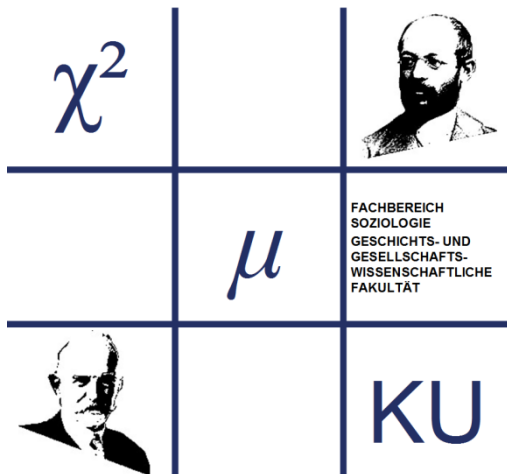 χ²
μ
FACHBEREICH
SOZIOLOGIE
GESCHICHTS- UND
GESELLSCHAFTS-
WISSENSCHAFTLICHE
FAKULTÄT
KU